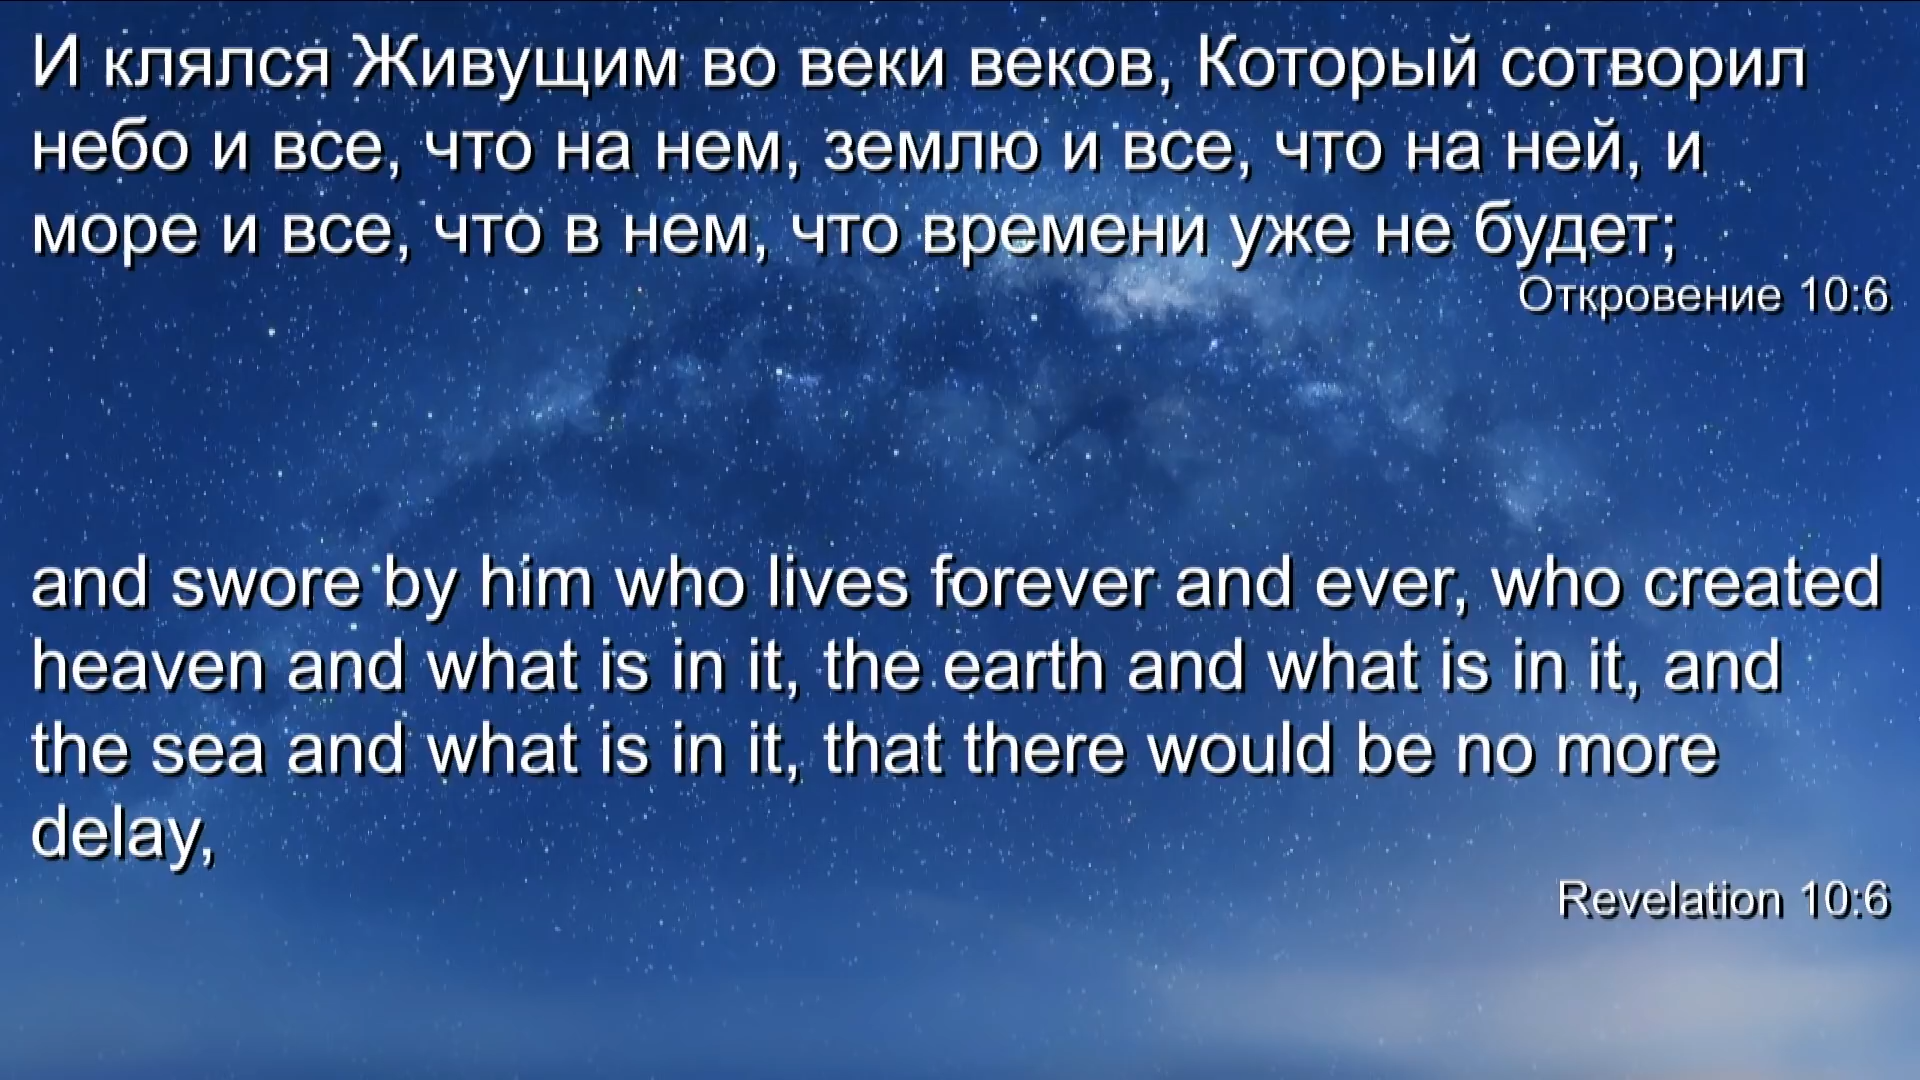 И клялся Живущим во веки веков, Который сотворил
небо и все, что на нем, землю и все, что на ней, и
море и все, что в нем, что времени уже не будет;
Откровение 10:6
and swore by him who lives forever and ever, who created
heaven and what is in it, the earth and what is in it, and
the sea and what is in it, that there would be no more
delay,
Revelation 10:6